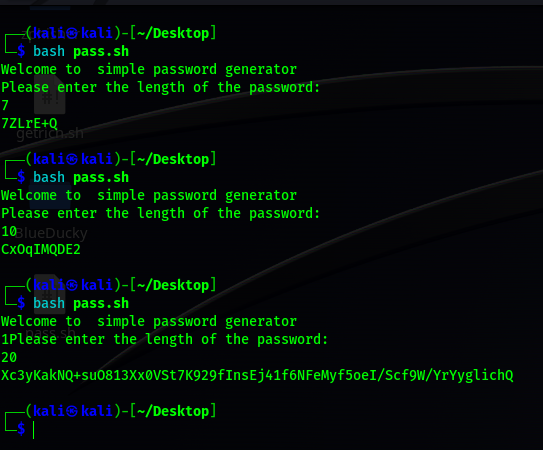 ┌──(kali㉿kali)-[~/Desktop]
└─$ bash pass.sh
Welcome to  simple password generator
Please enter the length of the password:
7
7ZLrE+Q
getrich.sh
┌──(kali㉿kali)-[~/Desktop]
└─$ bash pass.sh
Welcome to  simple password generator
Please enter the length of the password:
10
BlueDucky
CxOqIMQDE2
┌──(kali㉿kali)-[~/Desktop]
└─$ bash pass.sh
Welcome to  simple password generator
1Please enter the length of the password:
pass.sh
20
Xc3yKakNQ+suO813Xx0VSt7K929fInsEj41f6NFeMyf5oeI/Scf9W/YrYyglichQ
┌──(kali㉿kali)-[~/Desktop]
└─$